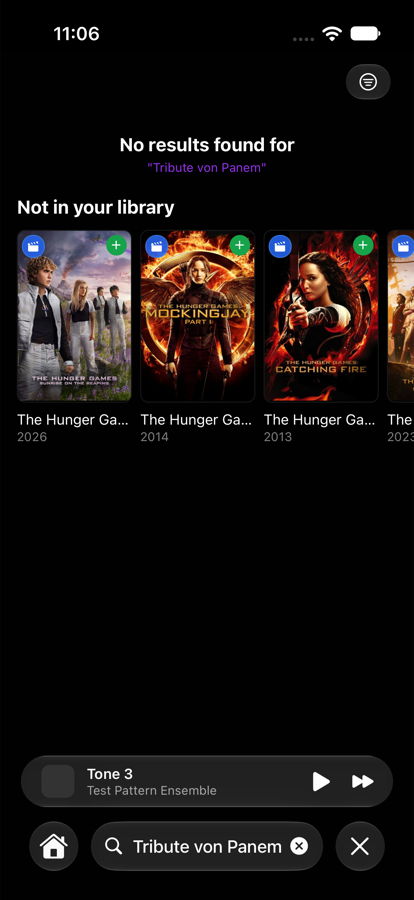 11:06
No results found for
"Tribute von Panem"
Not in your library
THE HUNGER GAMES
SUNRISE ON THE REAPING
THE HUNGER GAMES:
MOCKINGJAY
PART 1
THE HUNGER GAMES:
CATCHING FIRE
The Hunger Ga...
2026
The Hunger Ga...
2014
The Hunger Ga...
2013
The
2023
Tone 3
Test Pattern Ensemble
Tribute von Panem